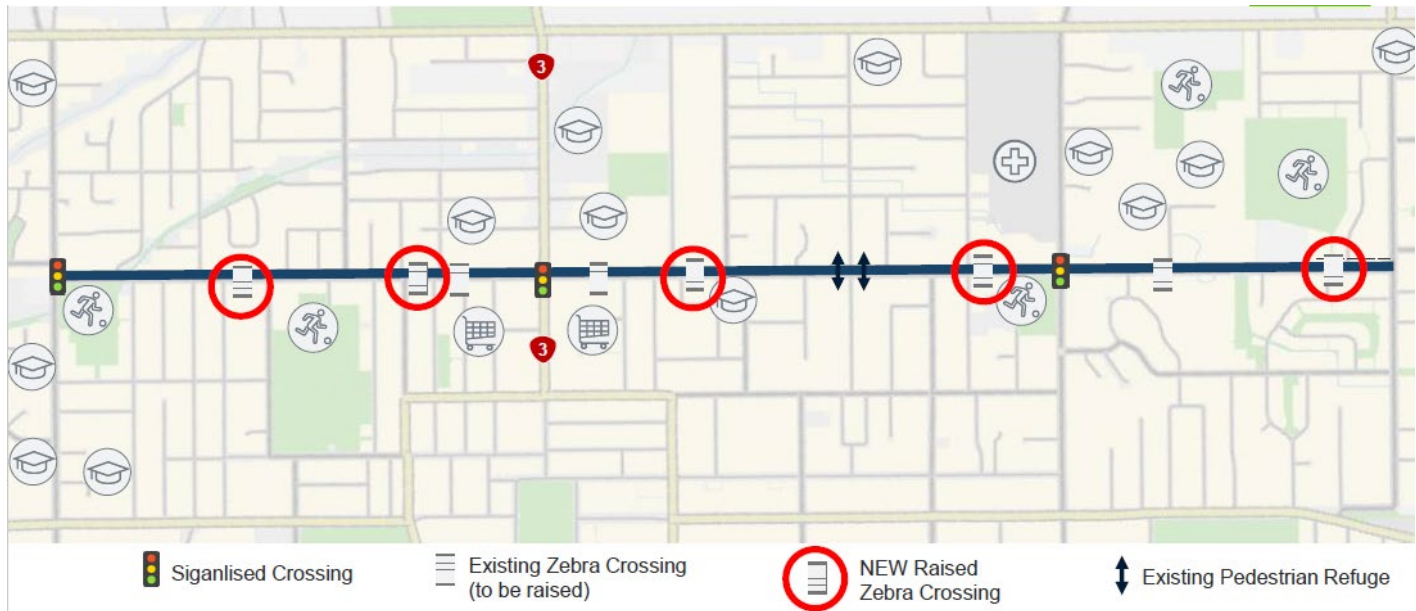 3
3
Siganlised Crossing
Existing Zebra Crossing
(to be raised)
NEW Raised
Zebra Crossing
Existing Pedestrian Refuge